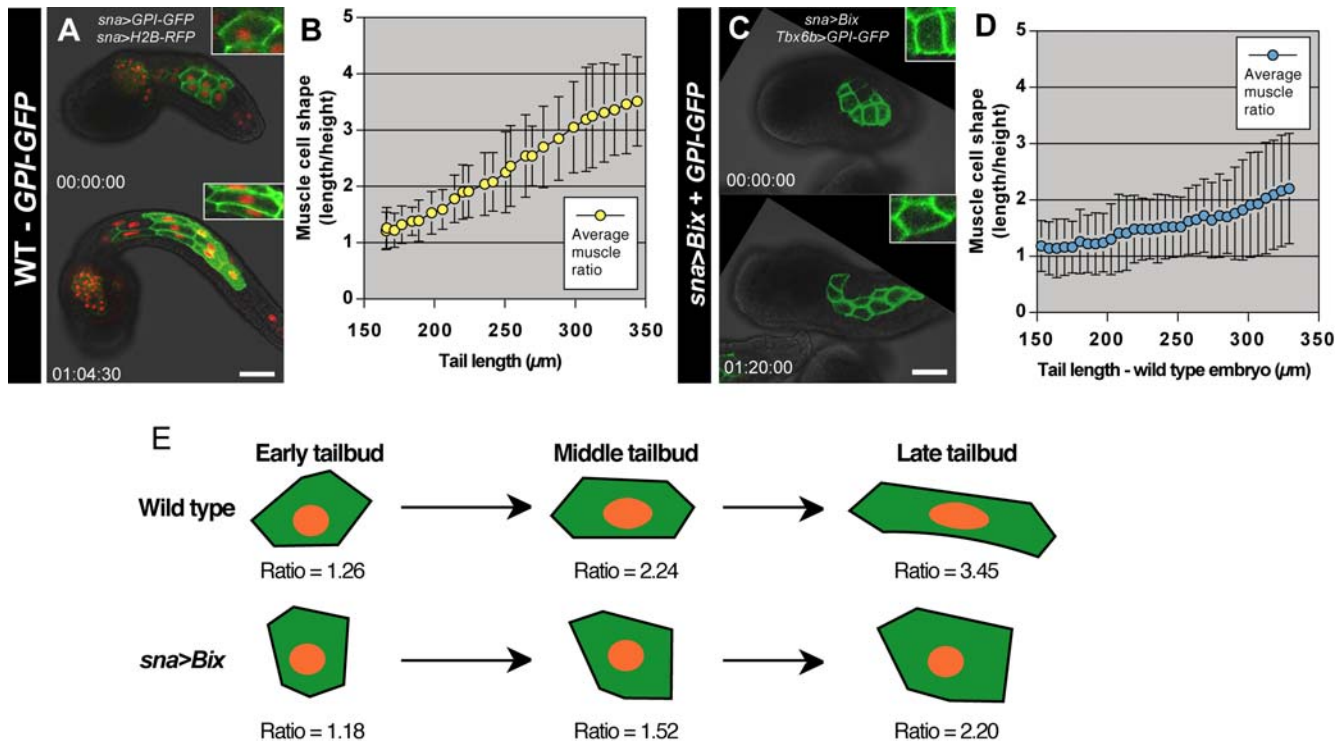 WT - GPI-GFP
A
sna>GPI-GFP
sna>H2B-RFP
00:00:00
01:04:30
B
Muscle cell shape
(length/height)
5
4
3
2
1
0
Average
muscle
ratio
150 200 250 300 350
Tail length (µm)
sna>Bix + GPI-GFP
C
sna>Bix
Tbx6b>GPI-GFP
00:00:00
01:20:00
D
Muscle cell shape
(length/height)
5
4
3
2
1
0
Average
muscle
ratio
150 200 250 300 350
Tail length - wild type embryo (µm)
E
Early tailbud Middle tailbud Late tailbud
Wild type
Ratio = 1.26 Ratio = 2.24 Ratio = 3.45
sna>Bix
Ratio = 1.18 Ratio = 1.52 Ratio = 2.20